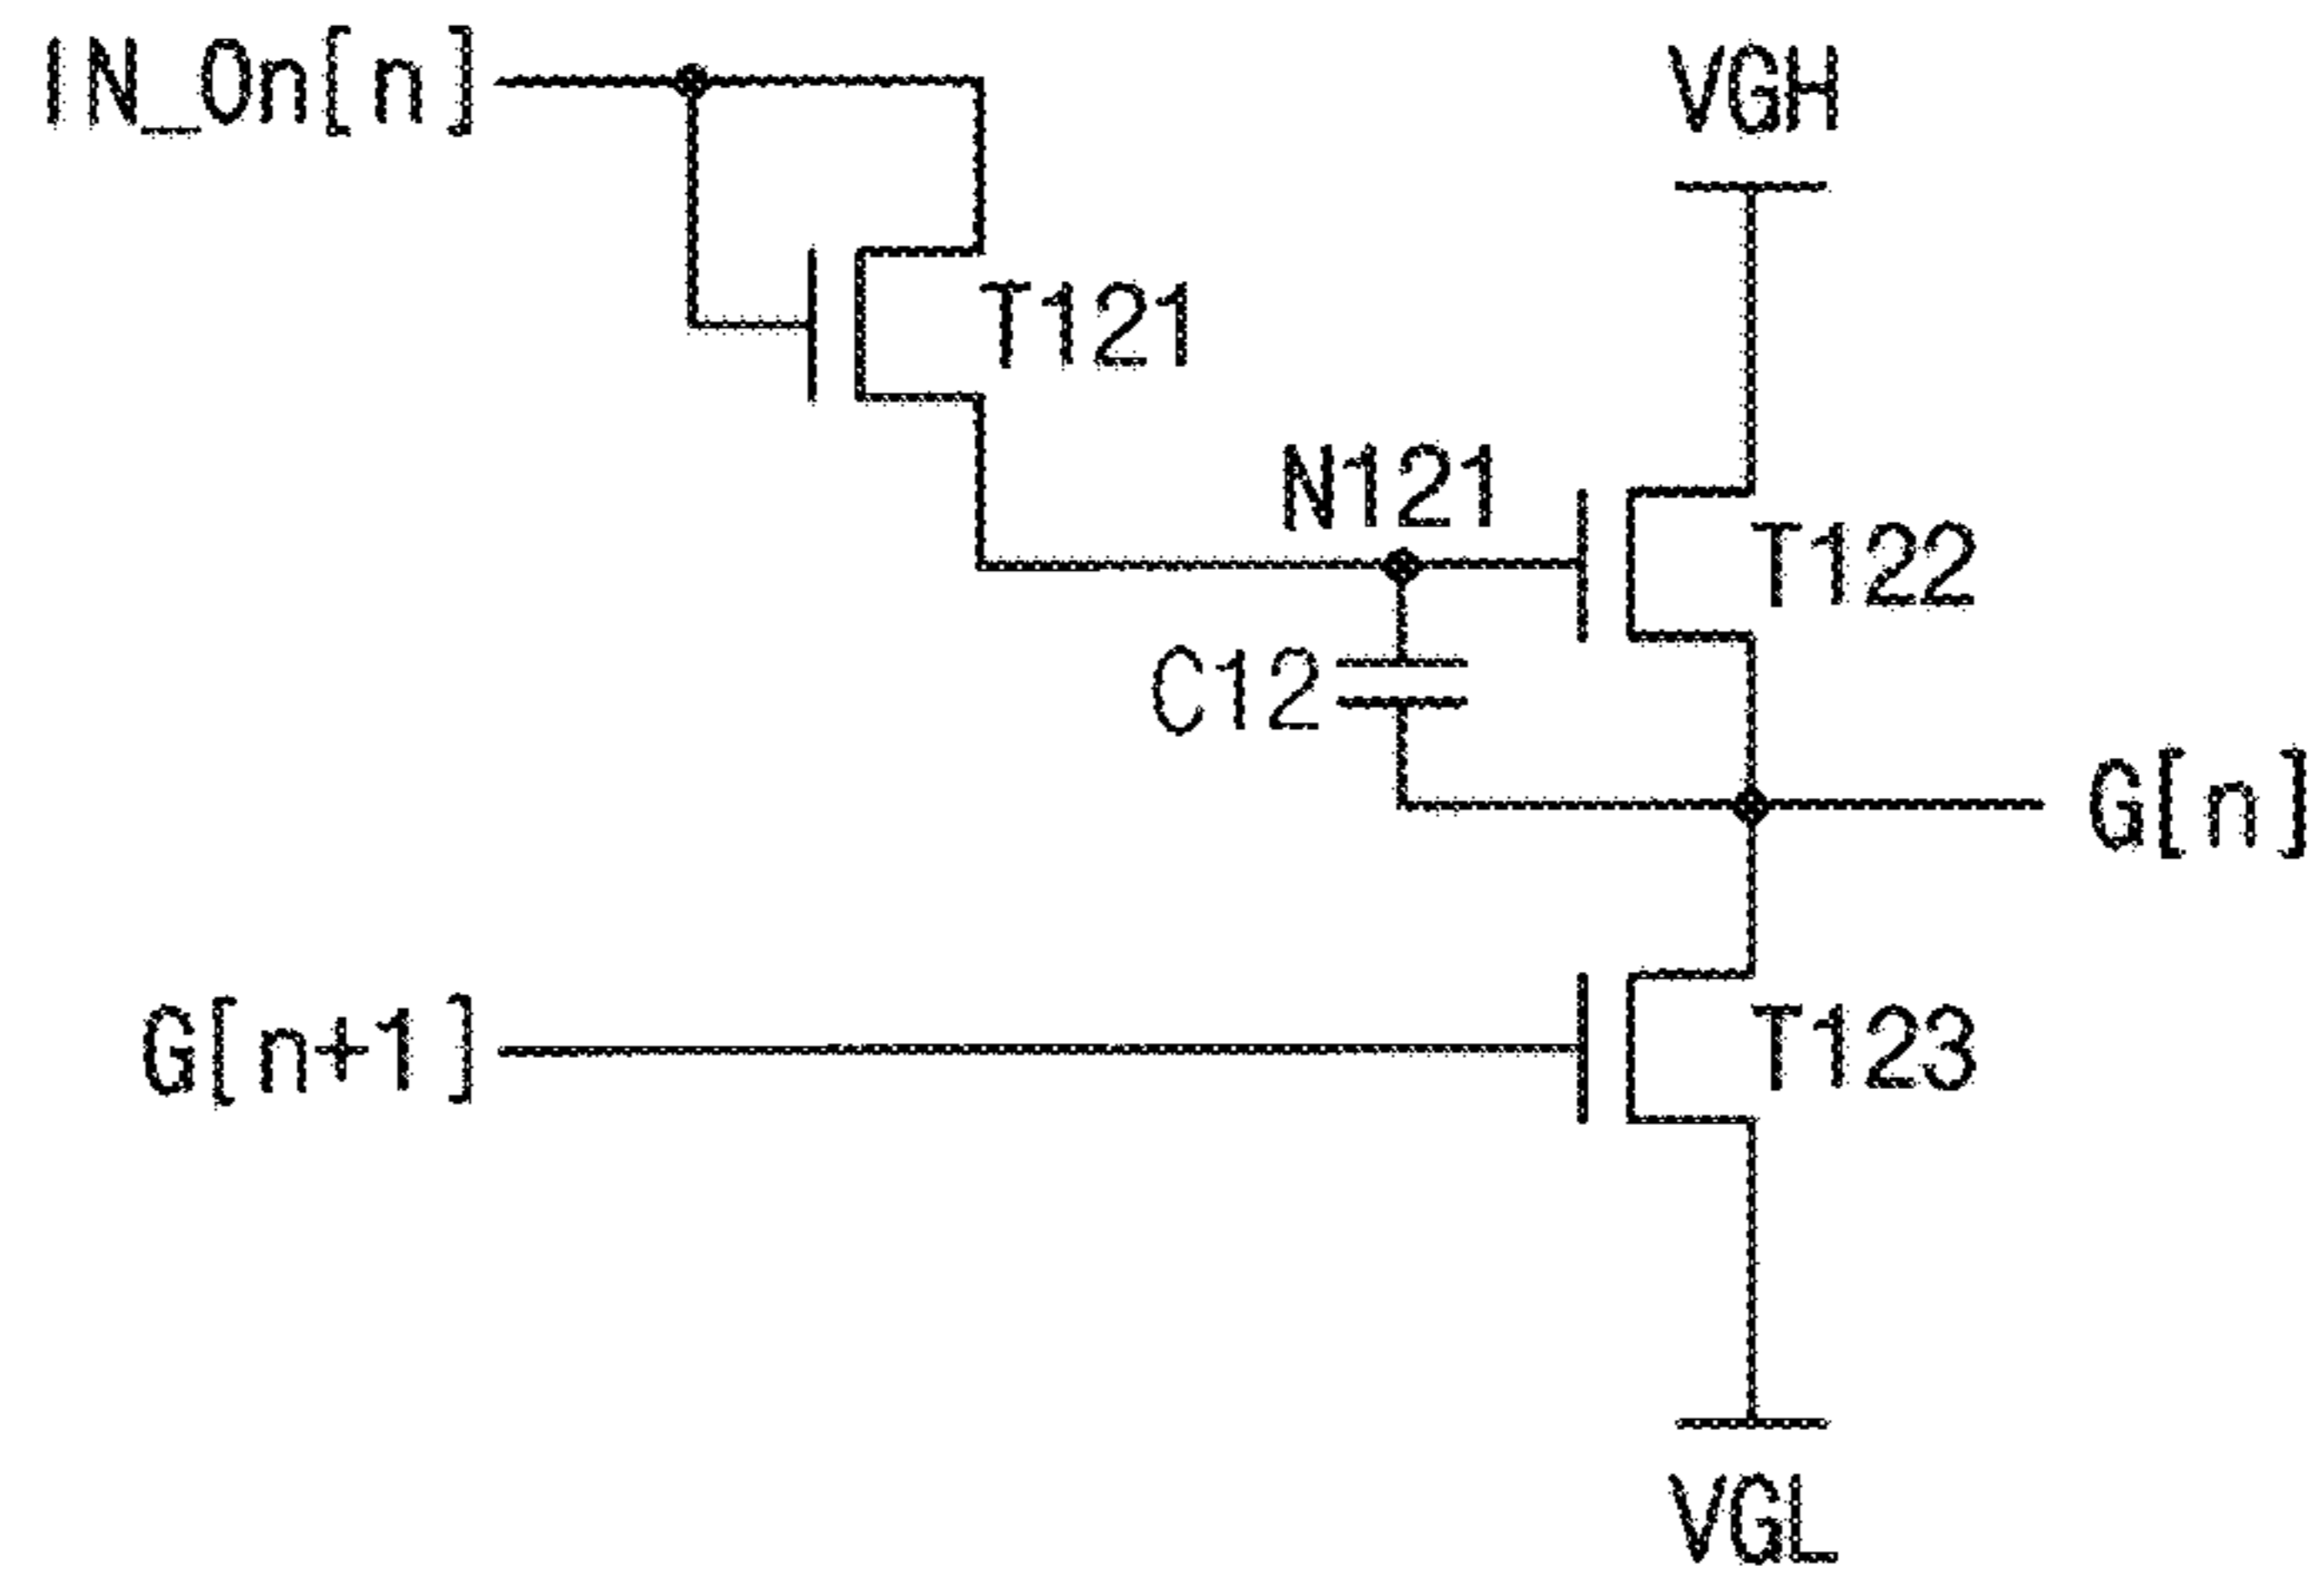 IN_On[n]
VGH
T121
N121
T122
C12
G[n]
G[n+1]
T123
VGL